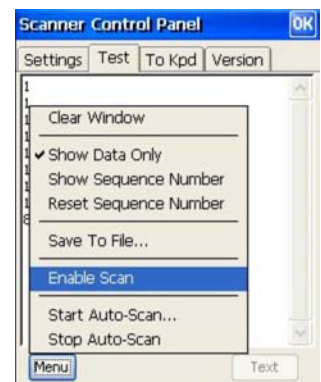 Scanner Control Panel OK
Settings Test To Kpd Version
1
Clear Window
Show Data Only
Show Sequence Number
Reset Sequence Number
Save To File...
Enable Scan
Start Auto-Scan...
Stop Auto-Scan
Menu Text